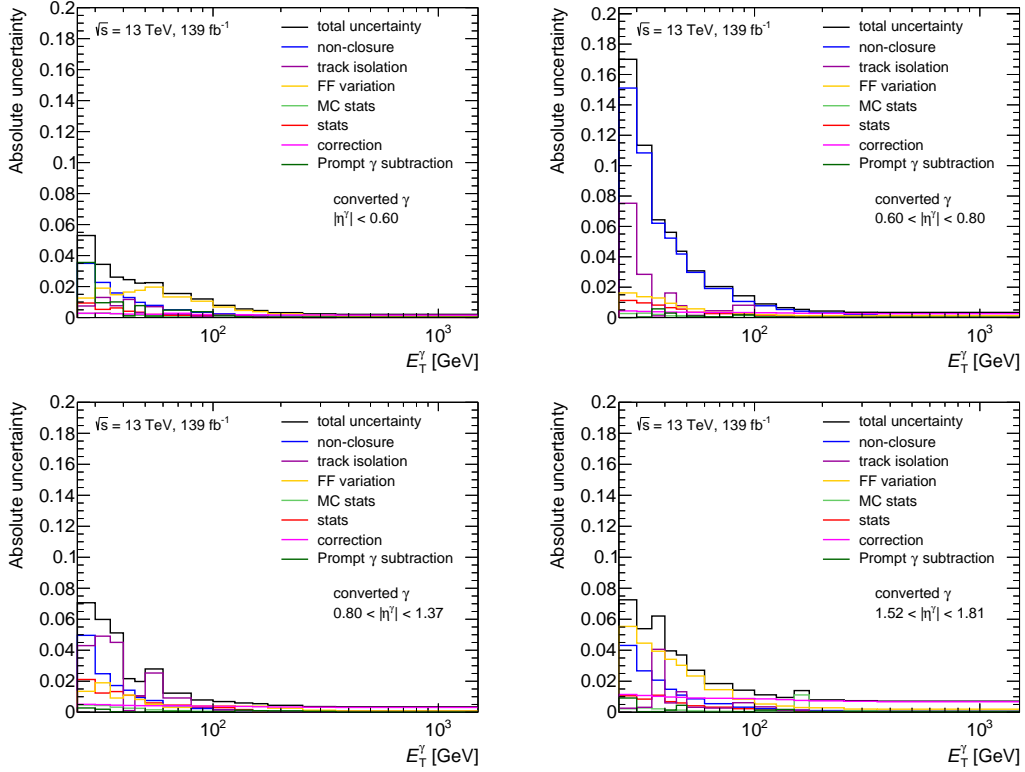 Absolute uncertainty
0.2
0.18
0.16
0.14
0.12
0.1
0.08
0.06
0.04
0.02
0
√s = 13 TeV, 139 fb⁻¹
total uncertainty
non-closure
track isolation
FF variation
MC stats
stats
correction
Prompt γ subtraction
converted γ
|η^γ| < 0.60
10²
10³
E_T^γ [GeV]
Absolute uncertainty
0.2
0.18
0.16
0.14
0.12
0.1
0.08
0.06
0.04
0.02
0
√s = 13 TeV, 139 fb⁻¹
total uncertainty
non-closure
track isolation
FF variation
MC stats
stats
correction
Prompt γ subtraction
converted γ
0.60 < |η^γ| < 0.80
10²
10³
E_T^γ [GeV]
Absolute uncertainty
0.2
0.18
0.16
0.14
0.12
0.1
0.08
0.06
0.04
0.02
0
√s = 13 TeV, 139 fb⁻¹
total uncertainty
non-closure
track isolation
FF variation
MC stats
stats
correction
Prompt γ subtraction
converted γ
0.80 < |η^γ| < 1.37
10²
10³
E_T^γ [GeV]
Absolute uncertainty
0.2
0.18
0.16
0.14
0.12
0.1
0.08
0.06
0.04
0.02
0
√s = 13 TeV, 139 fb⁻¹
total uncertainty
non-closure
track isolation
FF variation
MC stats
stats
correction
Prompt γ subtraction
converted γ
1.52 < |η^γ| < 1.81
10²
10³
E_T^γ [GeV]